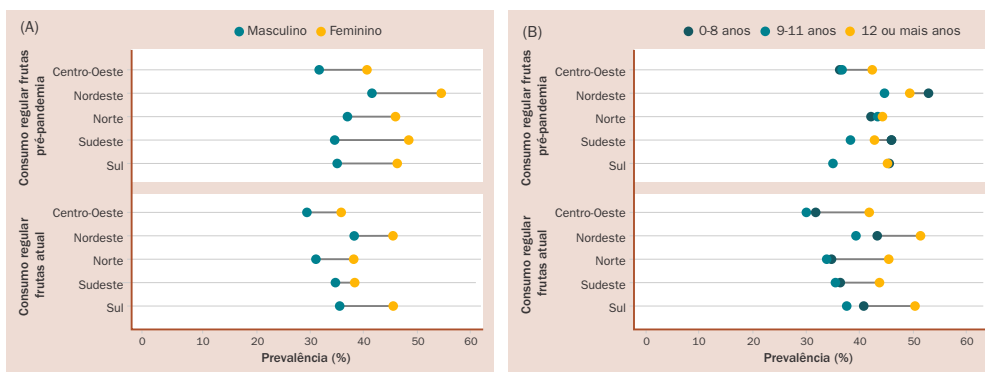 (A)
Masculino Feminino
Consumo regular frutas
pré-pandemia
Centro-Oeste
Nordeste
Norte
Sudeste
Sul
Consumo regular
frutas atual
Centro-Oeste
Nordeste
Norte
Sudeste
Sul
0 10 20 30 40 50 60
Prevalência (%)
(B)
0-8 anos 9-11 anos 12 ou mais anos
Consumo regular frutas
pré-pandemia
Centro-Oeste
Nordeste
Norte
Sudeste
Sul
Consumo regular
frutas atual
Centro-Oeste
Nordeste
Norte
Sudeste
Sul
0 10 20 30 40 50 60
Prevalência (%)